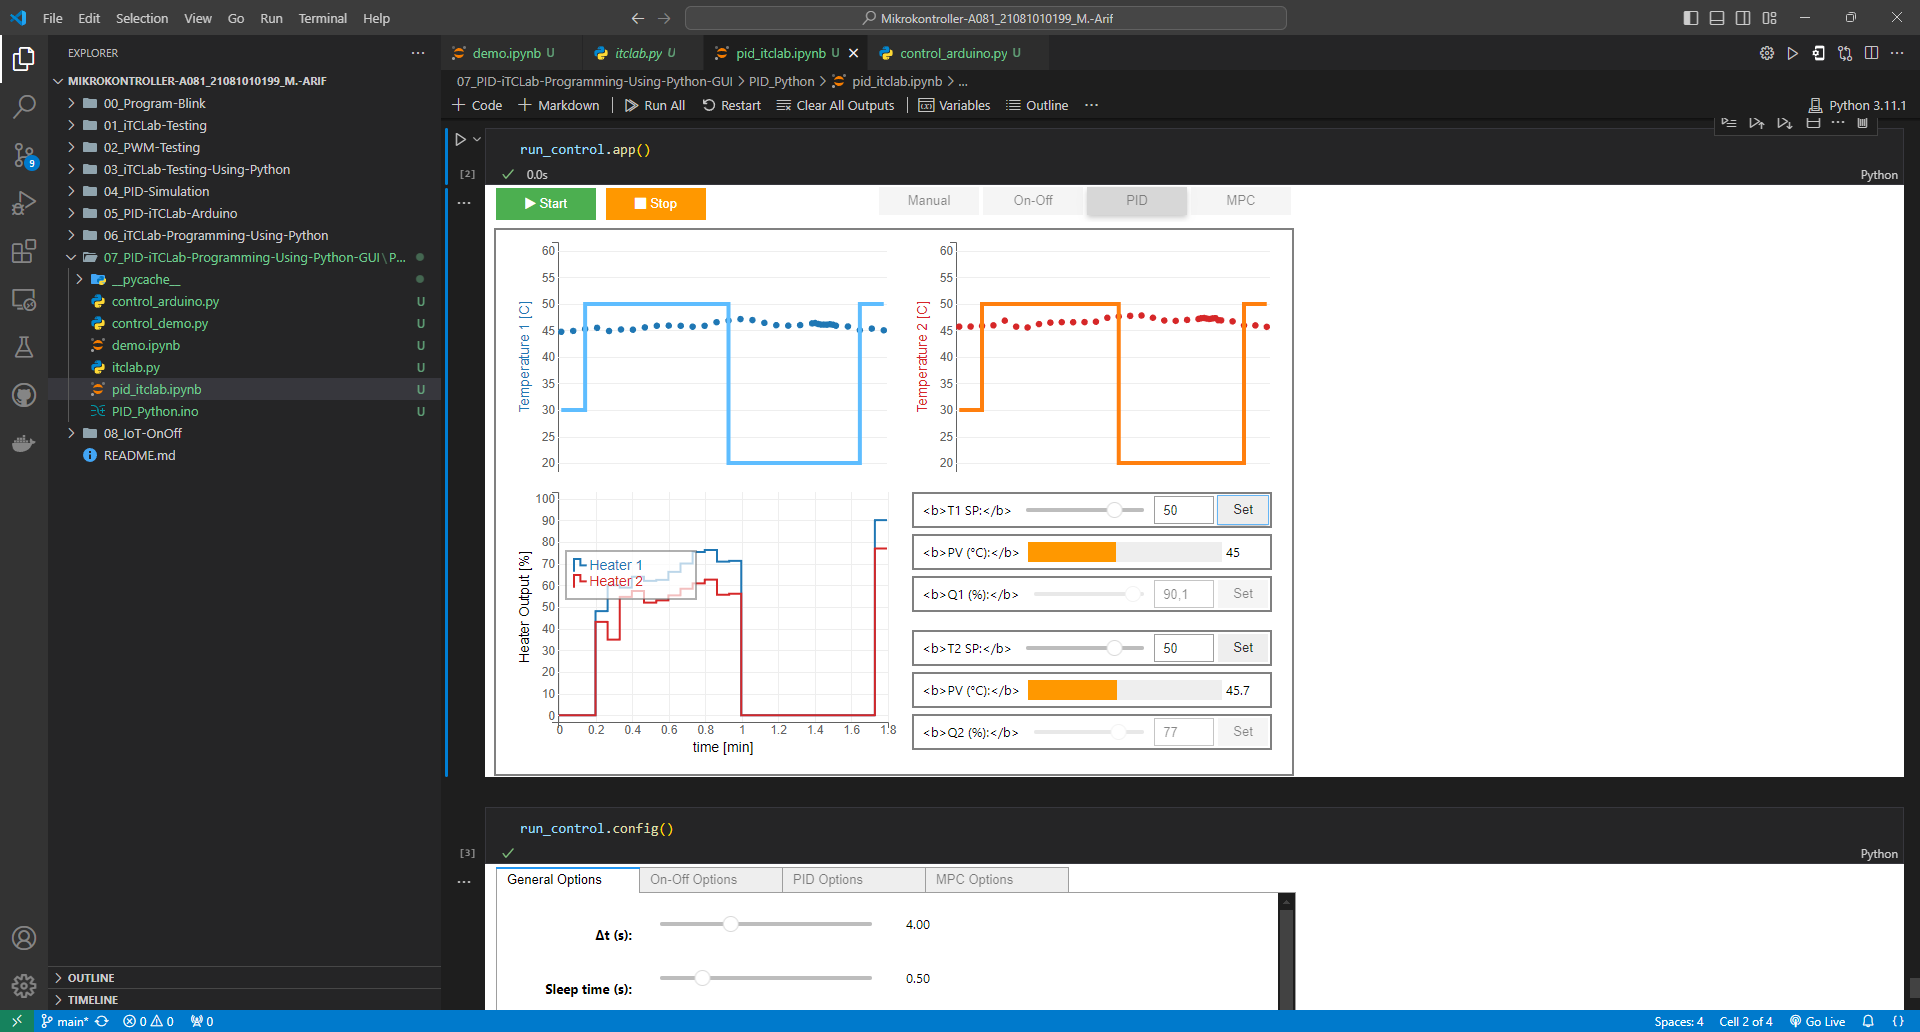 File Edit Selection View Go Run Terminal Help
Mikrokontroller-A081_21081010199_M.-Arif
EXPLORER
MIKROKONTROLLER-A081_21081010199_M.-ARIF
00_Program-Blink
01_iTCLab-Testing
02_PWM-Testing
03_iTCLab-Testing-Using-Python
04_PID-Simulation
05_PID-iTCLab-Arduino
06_iTCLab-Programming-Using-Python
07_PID-iTCLab-Programming-Using-Python-GUI \ P...
__pycache__
control_arduino.py U
control_demo.py U
demo.ipynb U
itclab.py U
pid_itclab.ipynb U
PID_Python.ino U
08_IoT-OnOff
README.md
9
OUTLINE
TIMELINE
demo.ipynb U
itclab.py U
pid_itclab.ipynb U
control_arduino.py U
07_PID-iTCLab-Programming-Using-Python-GUI > PID_Python > pid_itclab.ipynb > ...
+ Code + Markdown Run All Restart Clear All Outputs Variables Outline ...
Python 3.11.1
run_control.app()
[2] 0.0s Python
Start Stop Manual On-Off PID MPC
Temperature 1 [C]
60
55
50
45
40
35
30
25
20
Temperature 2 [C]
60
55
50
45
40
35
30
25
20
Heater Output [%]
100
90
80
70
60
50
40
30
20
10
0
Heater 1
Heater 2
0 0.2 0.4 0.6 0.8 1 1.2 1.4 1.6 1.8
time [min]
<b>T1 SP:</b> 50 Set
<b>PV (°C):</b> 45
<b>Q1 (%):</b> 90,1 Set
<b>T2 SP:</b> 50 Set
<b>PV (°C):</b> 45.7
<b>Q2 (%):</b> 77 Set
run_control.config()
[3] Python
General Options On-Off Options PID Options MPC Options
Δt (s): 4.00
Sleep time (s): 0.50
main* 0 0 0
Spaces: 4 Cell 2 of 4 Go Live